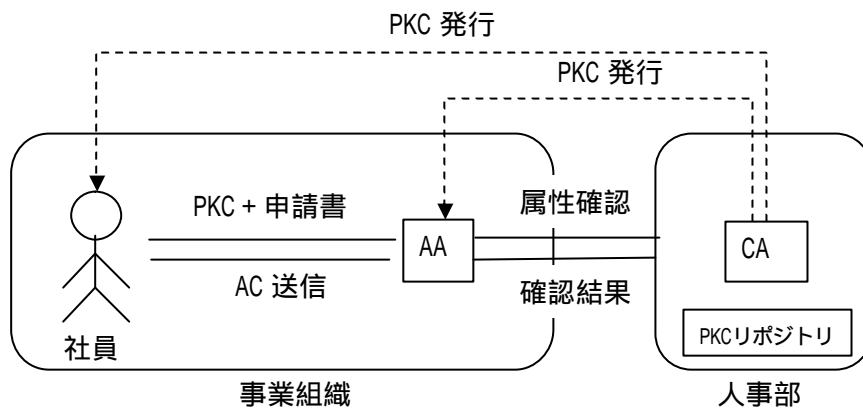 PKC 発行
PKC 発行
PKC + 申請書
属性確認
AA
CA
AC 送信
確認結果
社員
PKCリポジトリ
事業組織
人事部